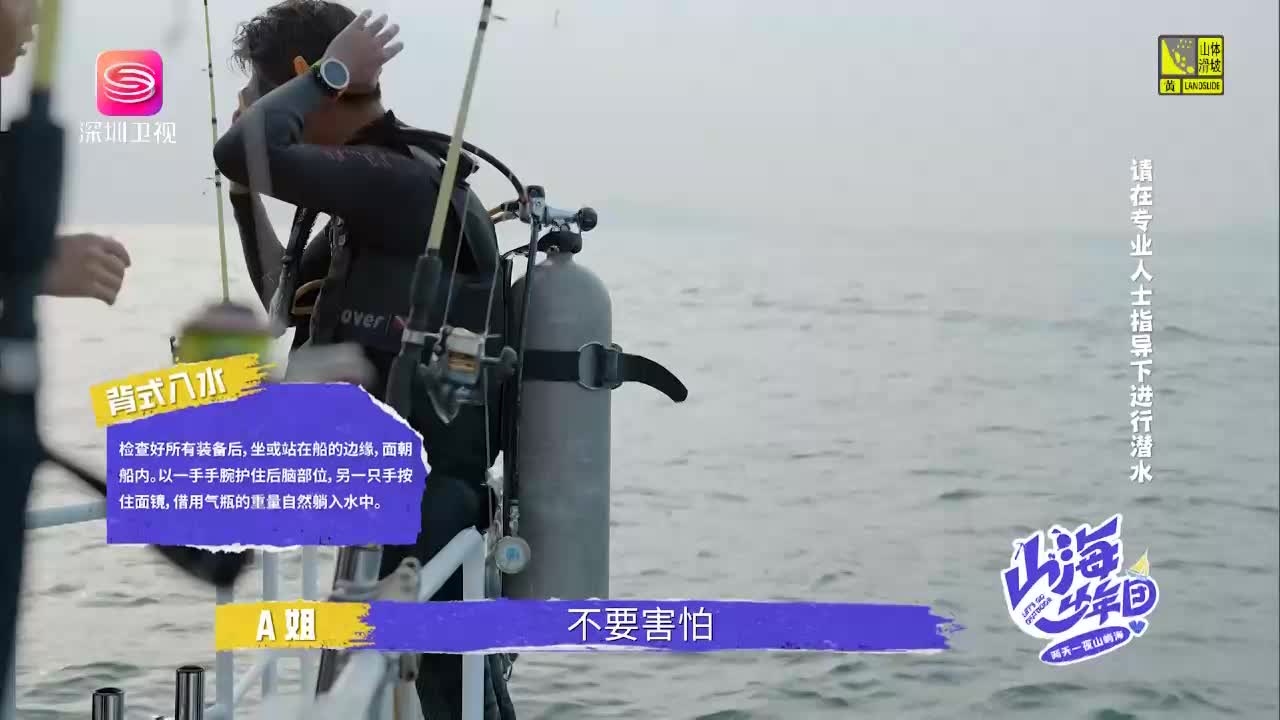 深圳卫视
山体
滑坡
黄 LANDSLIDE
请在专业人士指导下进行潜水
over
背式入水
检查好所有装备后,坐或站在船的边缘,面朝
船内。以一手手腕护住后脑部位,另一只手按
住面镜,借用气瓶的重量自然躺入水中。
山海
少年团
LET'S GO
OUTDOOR
两天一夜山海
A 姐
不要害怕